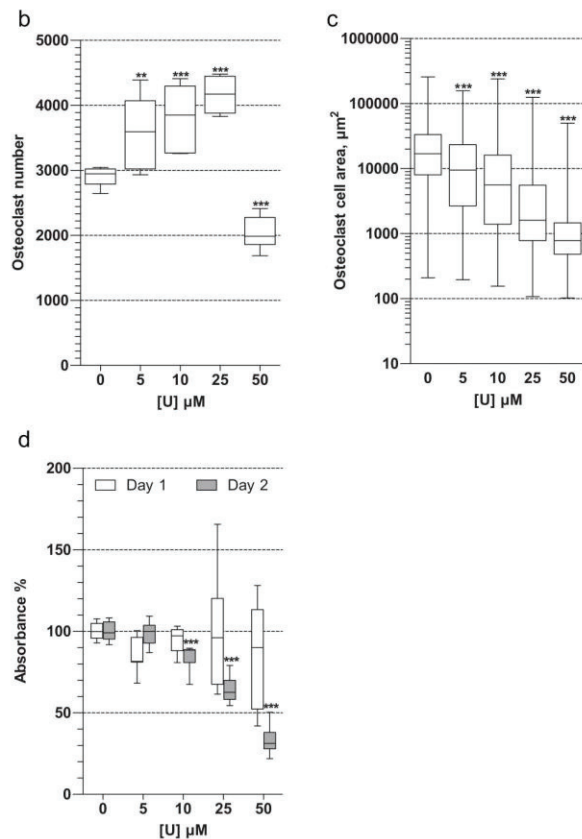 b
5000
4000
3000
2000
1000
0
Osteoclast number
**
***
***
***
0 5 10 25 50
[U] μM
c
1000000
100000
10000
1000
100
10
Osteoclast cell area, μm²
***
***
***
***
0 5 10 25 50
[U] μM
d
200
150
100
50
0
Absorbance %
Day 1 Day 2
***
***
***
0 5 10 25 50
[U] μM